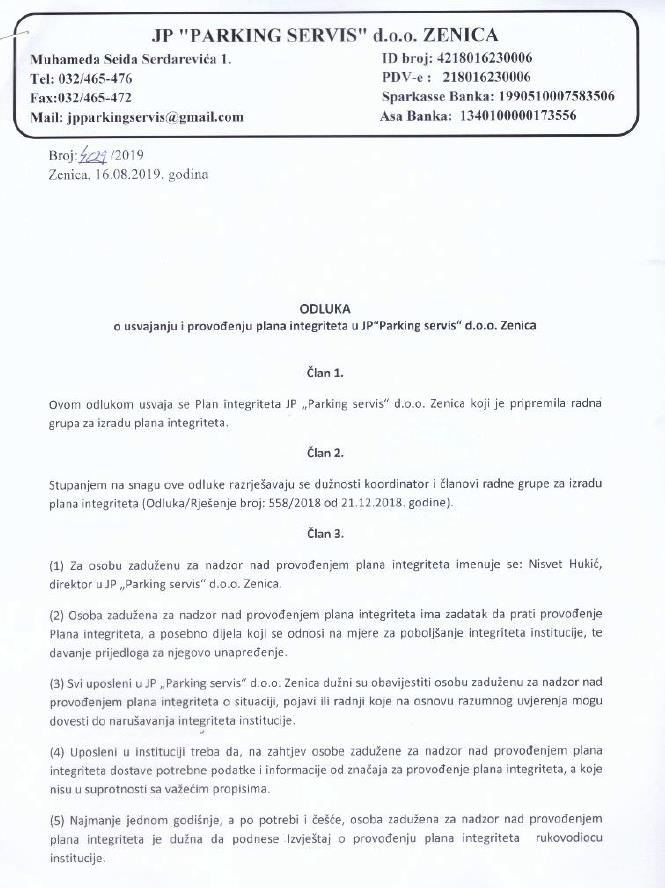 JP "PARKING SERVIS" d.o.o. ZENICA
Muhameda Seida Serdarevića 1.
Tel: 032/465-476
Fax:032/465-472
Mail: jpparkingservis@gmail.com
ID broj: 4218016230006
PDV-e : 218016230006
Sparkasse Banka: 1990510007583506
Asa Banka: 1340100000173556
Broj: /2019
Zenica, 16.08.2019. godina
ODLUKA
o usvajanju i provođenju plana integriteta u JP"Parking servis" d.o.o. Zenica
Član 1.
Ovom odlukom usvaja se Plan integriteta JP „Parking servis" d.o.o. Zenica koji je pripremila radna
grupa za izradu plana integriteta.
Član 2.
Stupanjem na snagu ove odluke razrješavaju se dužnosti koordinator i članovi radne grupe za izradu
plana integriteta (Odluka/Rješenje broj: 558/2018 od 21.12.2018. godine).
Član 3.
(1) Za osobu zaduženu za nadzor nad provođenjem plana integriteta imenuje se: Nisvet Hukić,
direktor u JP „Parking servis" d.o.o. Zenica.
(2) Osoba zadužena za nadzor nad provođenjem plana integriteta ima zadatak da prati provođenje
Plana integriteta, a posebno dijela koji se odnosi na mjere za poboljšanje integriteta institucije, te
davanje prijedloga za njegovo unapređenje.
(3) Svi uposleni u JP „Parking servis" d.o.o. Zenica dužni su obavijestiti osobu zaduženu za nadzor nad
provođenjem plana integriteta o situaciji, pojavi ili radnji koje na osnovu razumnog uvjerenja mogu
dovesti do narušavanja integriteta institucije.
(4) Uposleni u instituciji treba da, na zahtjev osobe zadužene za nadzor nad provođenjem plana
integriteta dostave potrebne podatke i informacije od značaja za provođenje plana integriteta, a koje
nisu u suprotnosti sa važećim propisima.
(5) Najmanje jednom godišnje, a po potrebi i češće, osoba zadužena za nadzor nad provođenjem
plana integriteta je dužna da podnese Izvještaj o provođenju plana integriteta rukovodiocu
institucije.